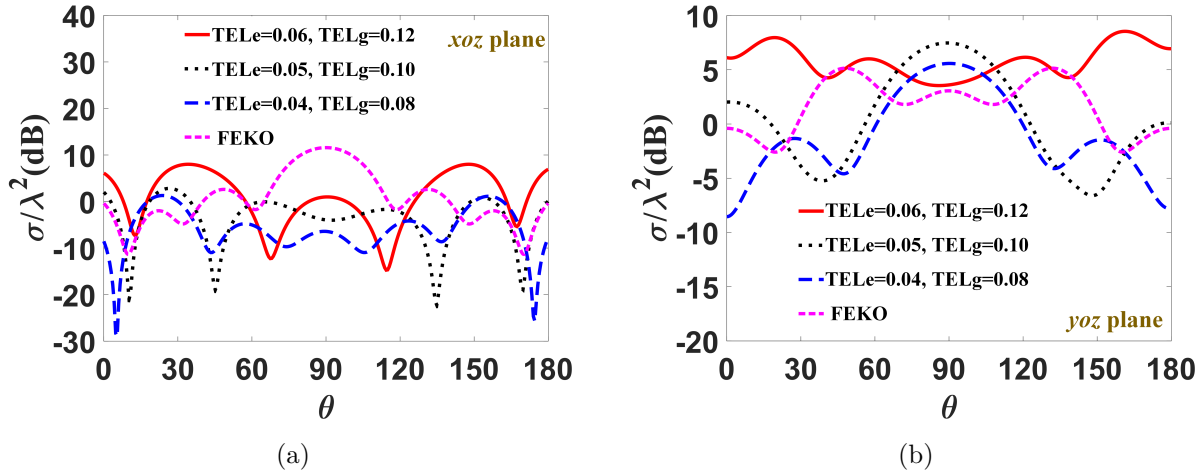 40
30
20
10
0
-10
-20
-30
0 30 60 90 120 150 180
σ/λ²(dB)
θ
TELe=0.06, TELg=0.12
TELe=0.05, TELg=0.10
TELe=0.04, TELg=0.08
FEKO
xoz plane
(a)
10
5
0
-5
-10
-15
-20
0 30 60 90 120 150 180
σ/λ²(dB)
θ
TELe=0.06, TELg=0.12
TELe=0.05, TELg=0.10
TELe=0.04, TELg=0.08
FEKO
yoz plane
(b)